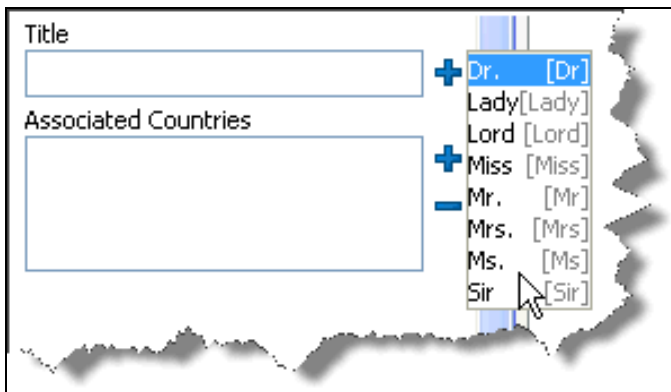 Title
Dr. [Dr]
Lady[Lady]
Associated Countries
Lord [Lord]
Miss [Miss]
Mr. [Mr]
Mrs. [Mrs]
Ms. [Ms]
Sir [Sir]